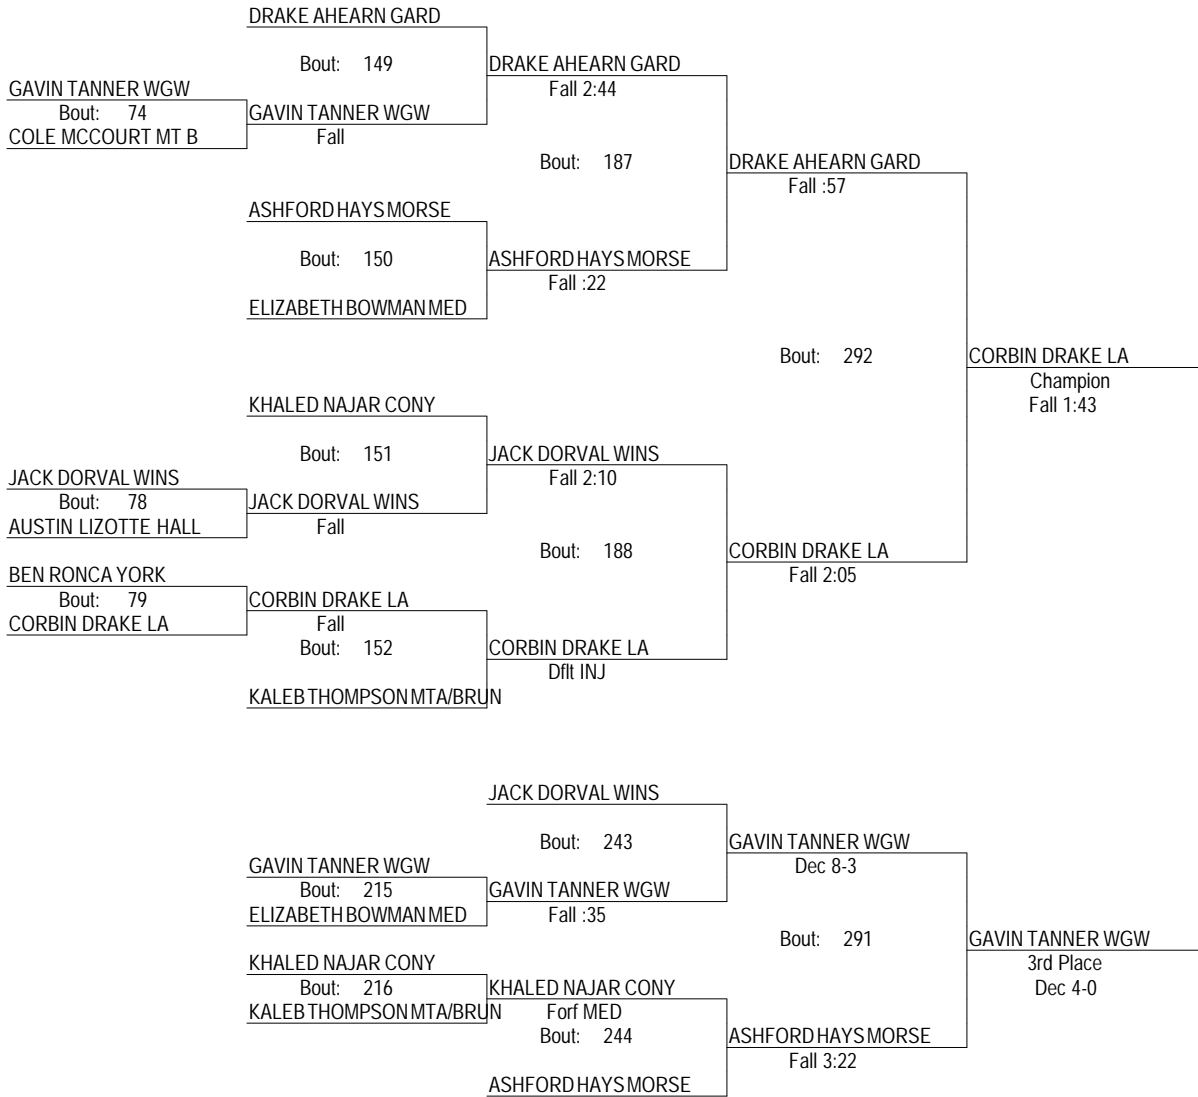 DRAKE AHEARN GARD
Bout: 149
DRAKE AHEARN GARD
Fall 2:44
GAVIN TANNER WGW
Bout: 74
GAVIN TANNER WGW
COLE MCCOURT MT B
Fall
Bout: 187
DRAKE AHEARN GARD
Fall :57
ASHFORD HAYS MORSE
Bout: 150
ASHFORD HAYS MORSE
Fall :22
ELIZABETH BOWMAN MED
Bout: 292
CORBIN DRAKE LA
Champion
Fall 1:43
KHALED NAJAR CONY
Bout: 151
JACK DORVAL WINS
Fall 2:10
JACK DORVAL WINS
Bout: 78
JACK DORVAL WINS
AUSTIN LIZOTTE HALL
Fall
Bout: 188
CORBIN DRAKE LA
Fall 2:05
BEN RONCA YORK
Bout: 79
CORBIN DRAKE LA
CORBIN DRAKE LA
Fall
Bout: 152
CORBIN DRAKE LA
Dflt INJ
KALEB THOMPSON MTA/BRUN
JACK DORVAL WINS
Bout: 243
GAVIN TANNER WGW
Dec 8-3
GAVIN TANNER WGW
Bout: 215
GAVIN TANNER WGW
ELIZABETH BOWMAN MED
Fall :35
Bout: 291
GAVIN TANNER WGW
3rd Place
Dec 4-0
KHALED NAJAR CONY
Bout: 216
KHALED NAJAR CONY
KALEB THOMPSON MTA/BRUN
Forf MED
Bout: 244
ASHFORD HAYS MORSE
Fall 3:22
ASHFORD HAYS MORSE